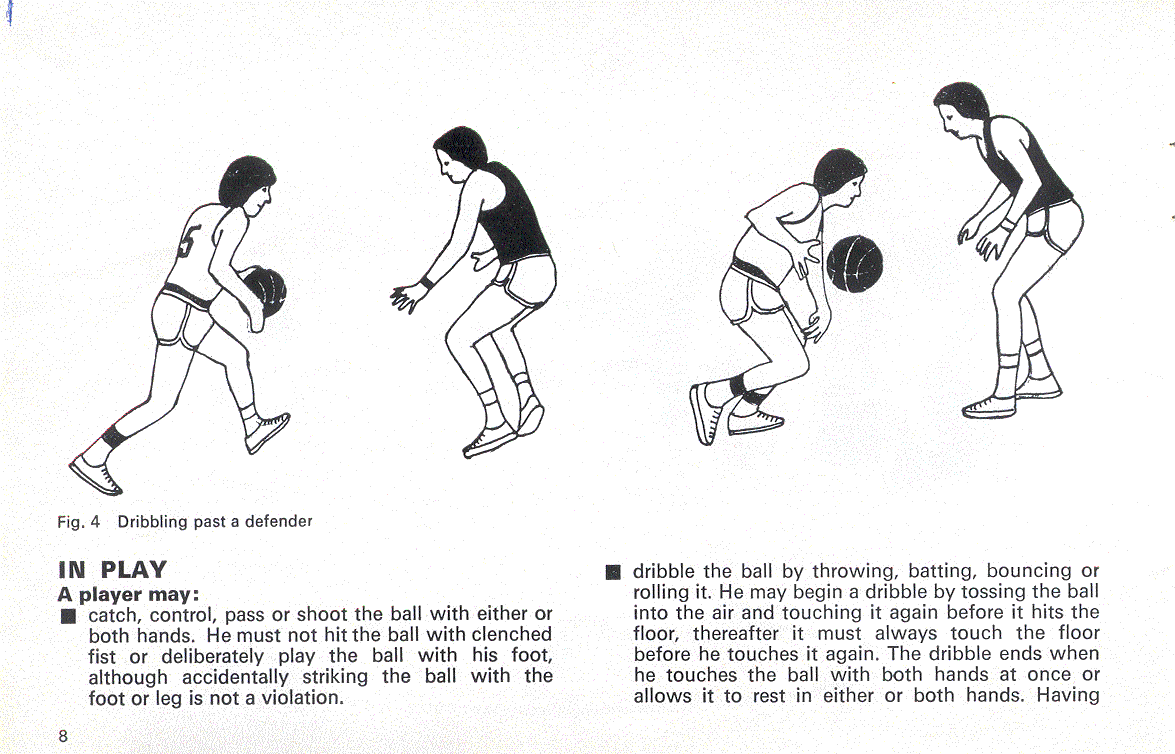 5
Fig. 4 Dribbling past a defender
IN PLAY
A player may:
■ catch, control, pass or shoot the ball with either or
both hands. He must not hit the ball with clenched
fist or deliberately play the ball with his foot,
although accidentally striking the ball with the
foot or leg is not a violation.
■ dribble the ball by throwing, batting, bouncing or
rolling it. He may begin a dribble by tossing the ball
into the air and touching it again before it hits the
floor, thereafter it must always touch the floor
before he touches it again. The dribble ends when
he touches the ball with both hands at once or
allows it to rest in either or both hands. Having
8